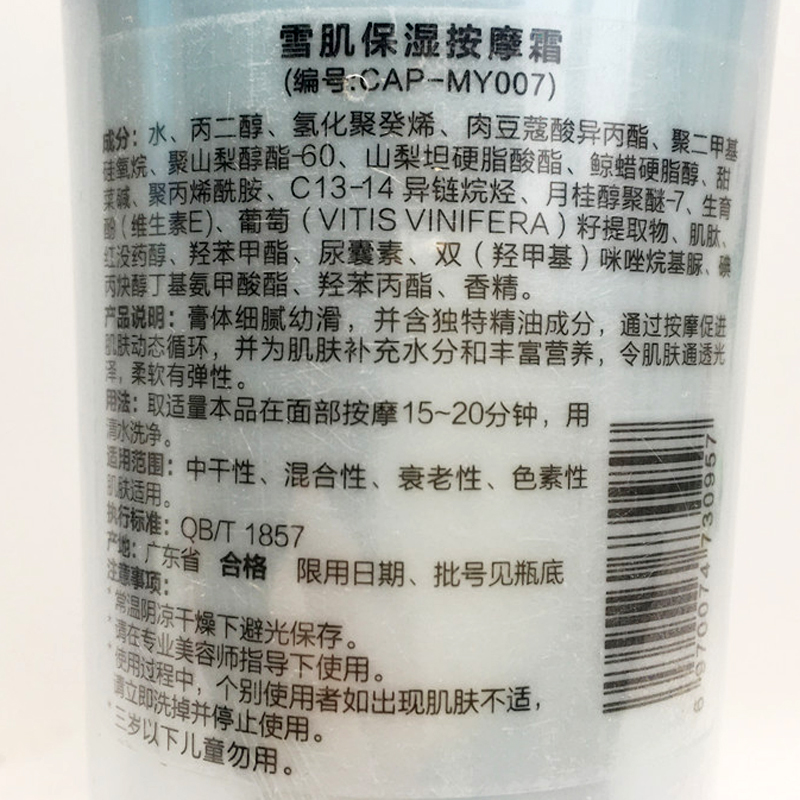 雪肌保湿按摩霜
(编号:CAP-MY007)
成分：水、丙二醇、氢化聚癸烯、肉豆蔻酸异丙酯、聚二甲基
硅氧烷、聚山梨醇酯-60、山梨坦硬脂酸酯、鲸蜡硬脂醇、甜
菜碱、聚丙烯酰胺、C13-14 异链烷烃、月桂醇聚醚-7、生育
酚（维生素E)、葡萄（VITIS VINIFERA）籽提取物、肌肽、
红没药醇、羟苯甲酯、尿囊素、双（羟甲基）咪唑烷基脲、碘
丙炔醇丁基氨甲酸酯、羟苯丙酯、香精。
产品说明：膏体细腻幼滑，并含独特精油成分，通过按摩促进
肌肤动态循环，并为肌肤补充水分和丰富营养，令肌肤通透光
泽，柔软有弹性。
用法：取适量本品在面部按摩15~20分钟，用
清水洗净。
适用范围：中干性、混合性、衰老性、色素性
肌肤适用。
执行标准：QB/T 1857
产地：广东省 合格 限用日期、批号见瓶底
注意事项：
·常温阴凉干燥下避光保存。
·请在专业美容师指导下使用。
·使用过程中，个别使用者如出现肌肤不适，
请立即洗掉并停止使用。
·三岁以下儿童勿用。
6 970074 730957